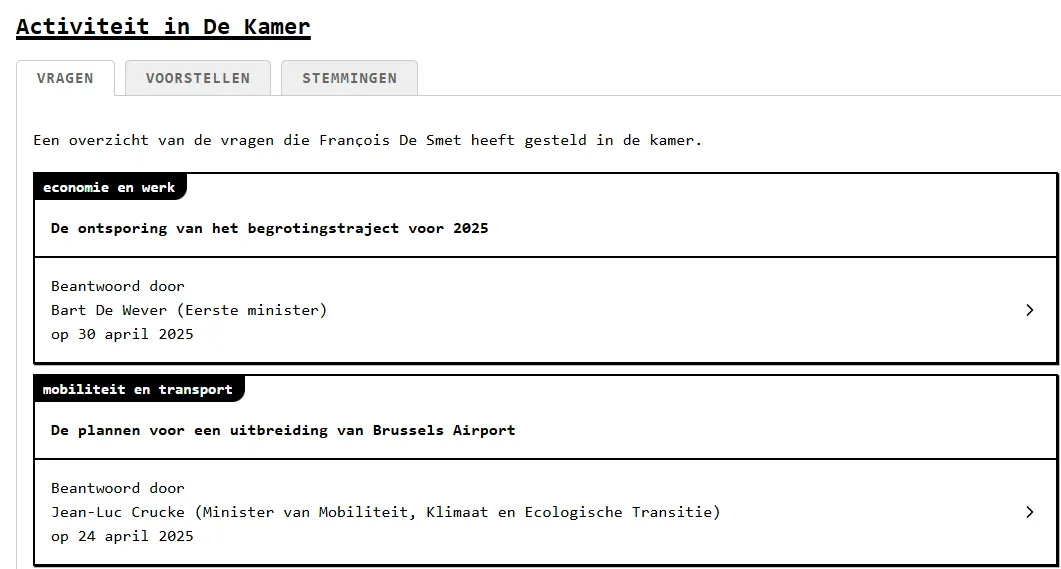 Activiteit in De Kamer
VRAGEN
VOORSTELLEN
STEMMINGEN
Een overzicht van de vragen die François De Smet heeft gesteld in de kamer.
economie en werk
De ontsporing van het begrotingstraject voor 2025
Beantwoord door
Bart De Wever (Eerste minister)
op 30 april 2025
mobiliteit en transport
De plannen voor een uitbreiding van Brussels Airport
Beantwoord door
Jean-Luc Crucke (Minister van Mobiliteit, Klimaat en Ecologische Transitie)
op 24 april 2025